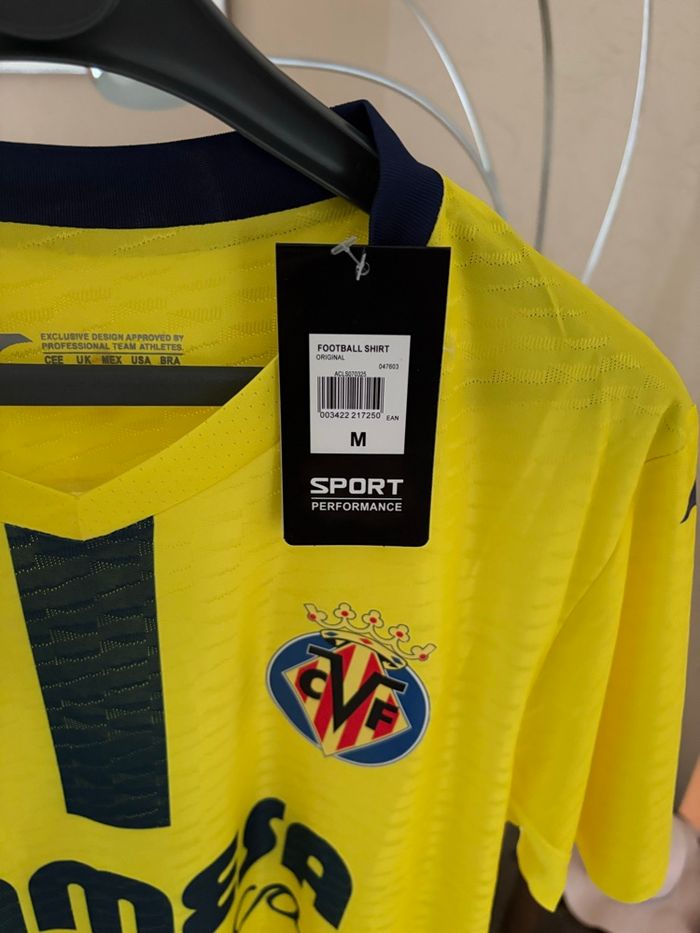 EXCLUSIVE DESIGN APPROVED BY
PROFESSIONAL TEAM ATHLETES.
CEE UK MEX USA BRA
FOOTBALL SHIRT
ORIGINAL
047603
ACLS070325
003422 217250 EAN
M
SPORT
PERFORMANCE
CVF